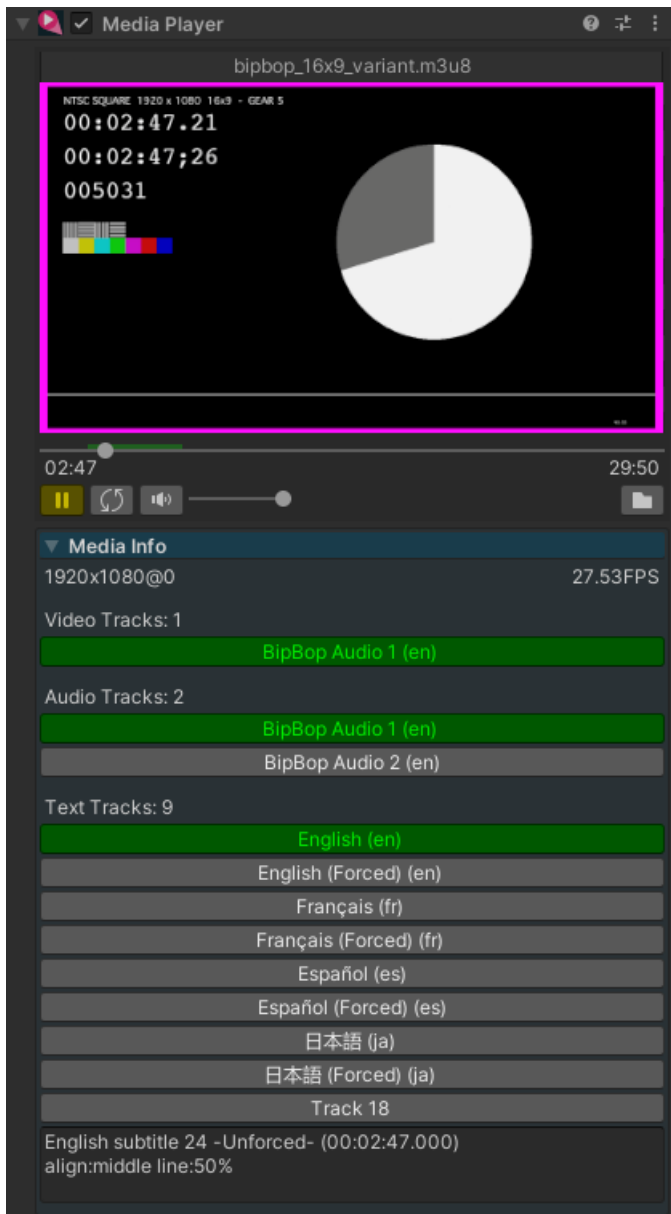 Media Player
bipbop_16x9_variant.m3u8
NTSC SQUARE 1920 x 1080 16x9 - GEAR 5
00:02:47.21
00:02:47;26
005031
02:47 29:50
Media Info
1920x1080@0 27.53FPS
Video Tracks: 1
BipBop Audio 1 (en)
Audio Tracks: 2
BipBop Audio 1 (en)
BipBop Audio 2 (en)
Text Tracks: 9
English (en)
English (Forced) (en)
Français (fr)
Français (Forced) (fr)
Español (es)
Español (Forced) (es)
日本語 (ja)
日本語 (Forced) (ja)
Track 18
English subtitle 24 -Unforced- (00:02:47.000)
align:middle line:50%